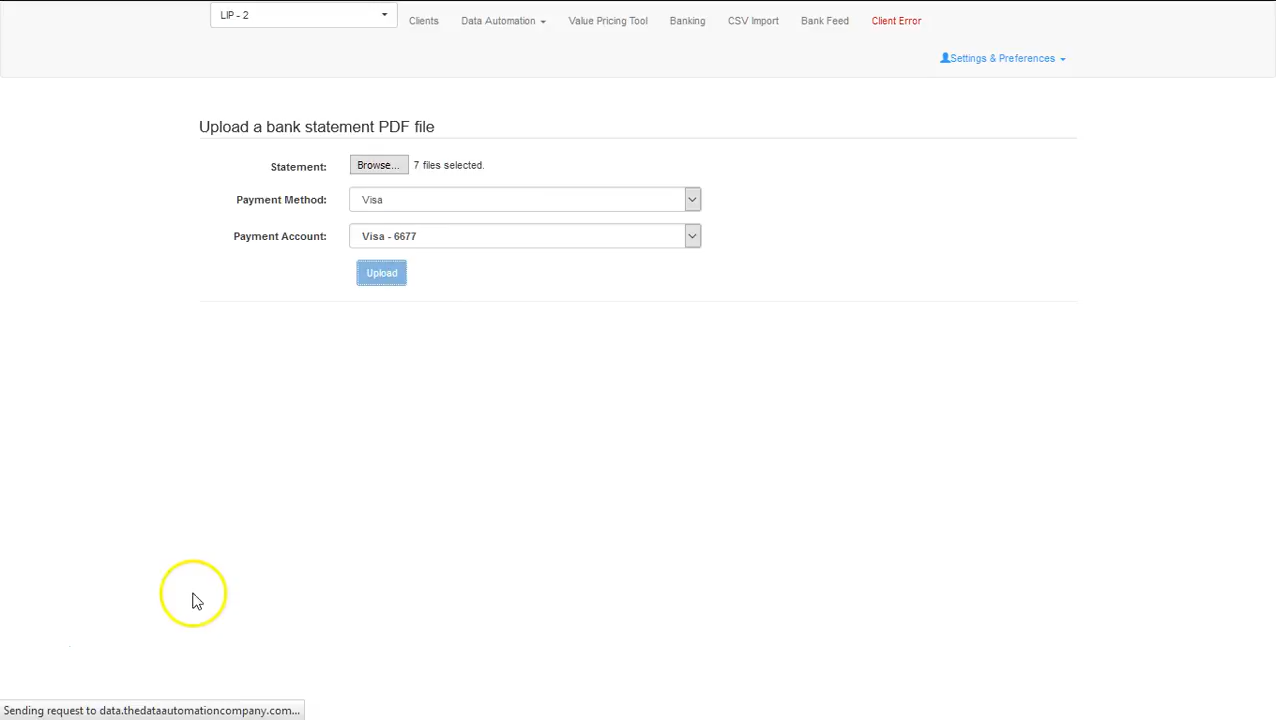 LIP - 2
Clients
Data Automation
Value Pricing Tool
Banking
CSV Import
Bank Feed
Client Error
Settings & Preferences
Upload a bank statement PDF file
Statement: Browse... 7 files selected.
Payment Method: Visa
Payment Account: Visa - 6677
Upload
Sending request to data.thedataautomationcompany.com...